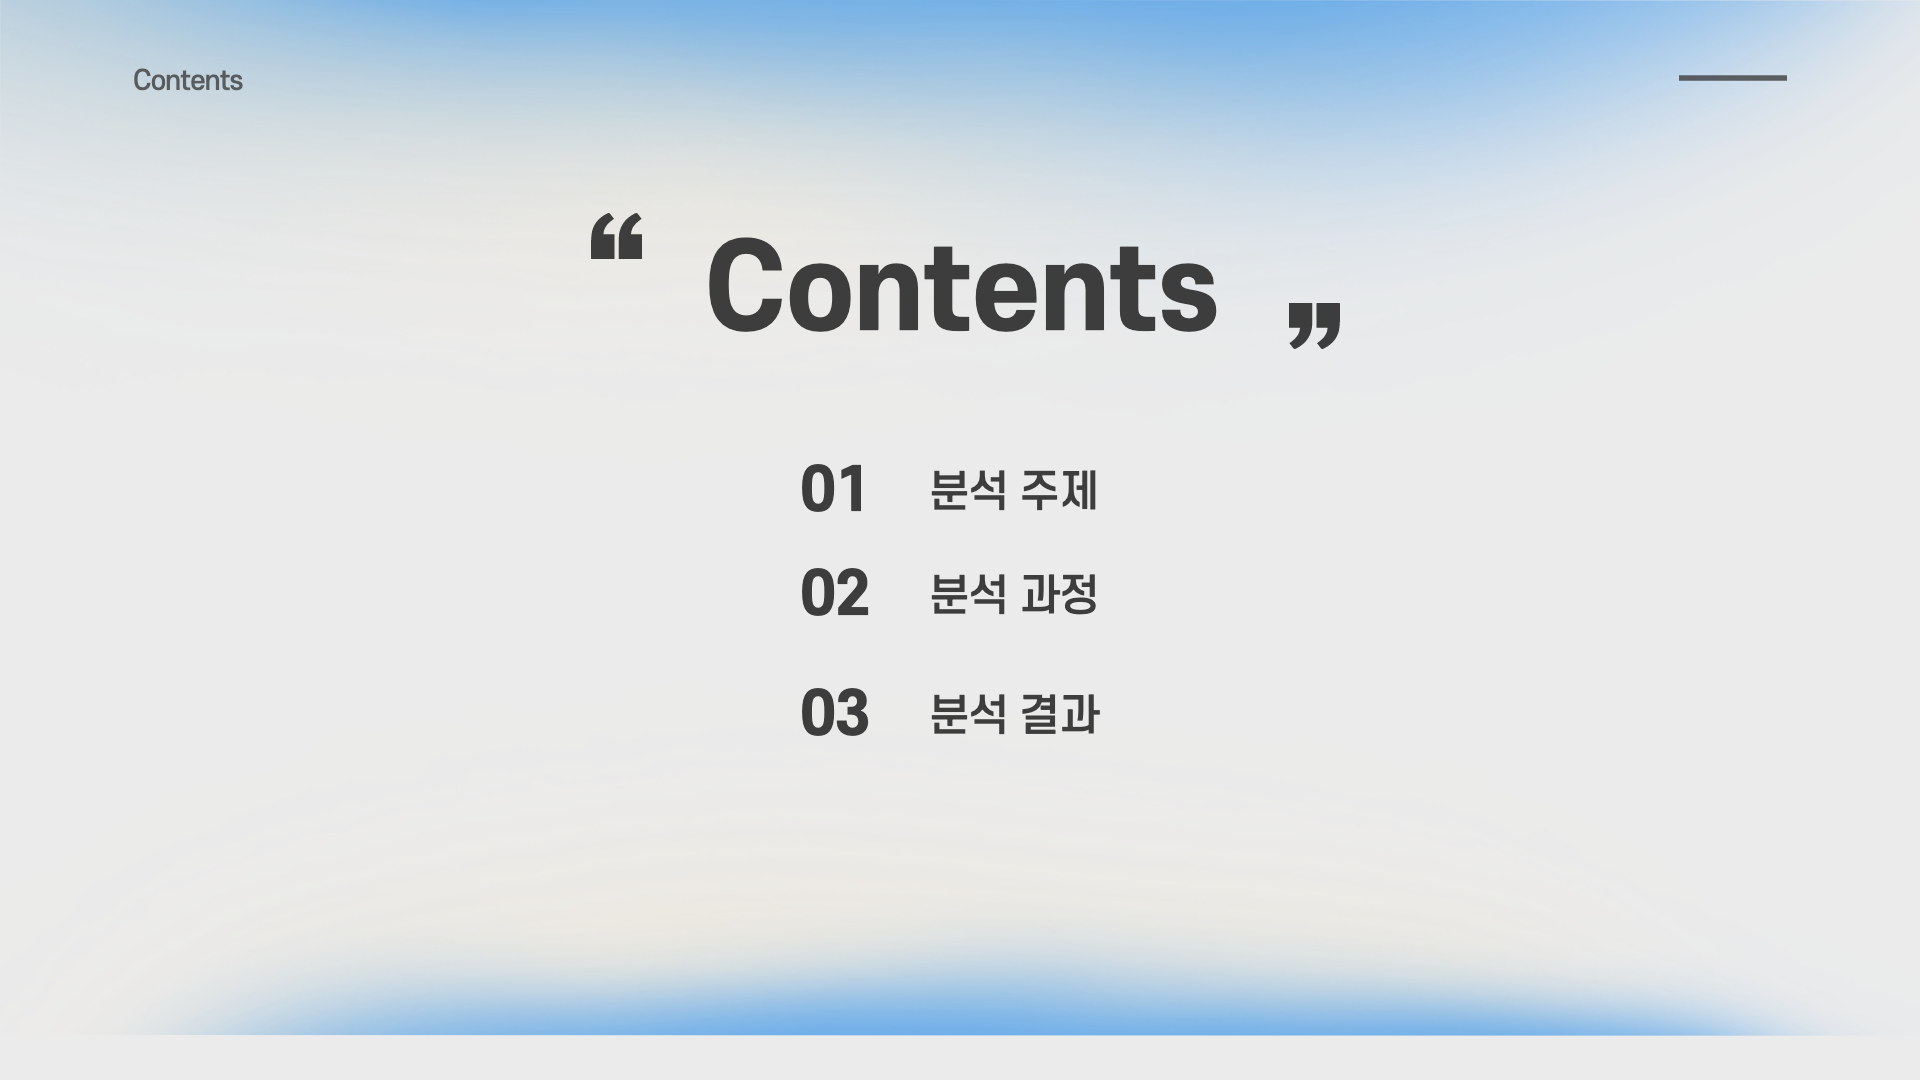 Contents
“ Contents ”
01 분석 주제
02 분석 과정
03 분석 결과